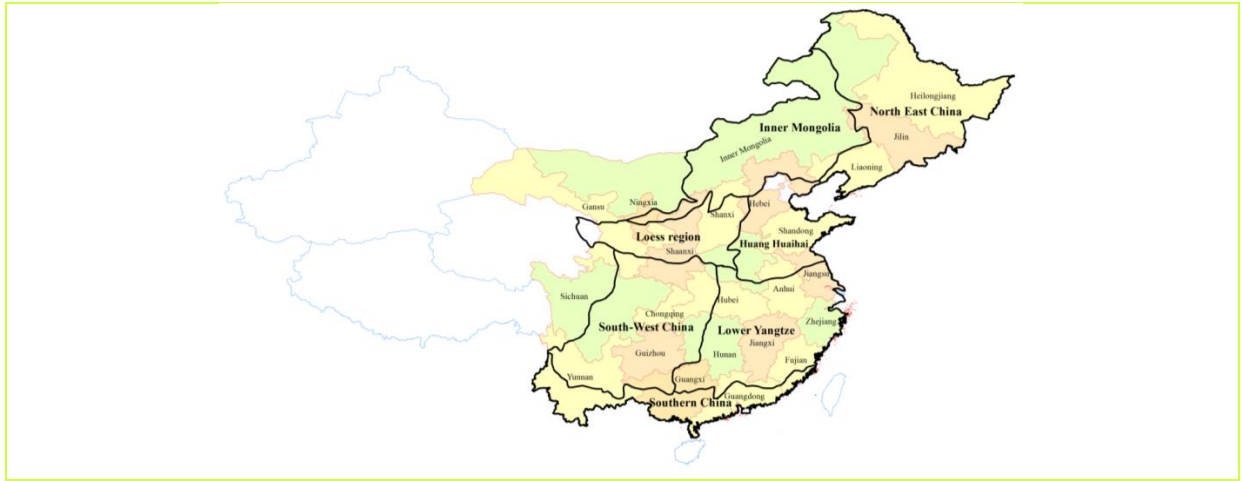 Heilongjiang
North East China
Inner Mongolia
Jilin
Inner Mongolia
Liaoning
Ningxia
Gansu
Hebei
Shanxi
Shandong
Loess region
Huang Huaihai
Shaanxi
Jiangsu
Anhui
Sichuan
Hubei
Chongqing
Zhejiang
South-West China
Lower Yangtze
Jiangxi
Guizhou
Hunan
Fujian
Yunnan
Guangxi
Guangdong
Southern China